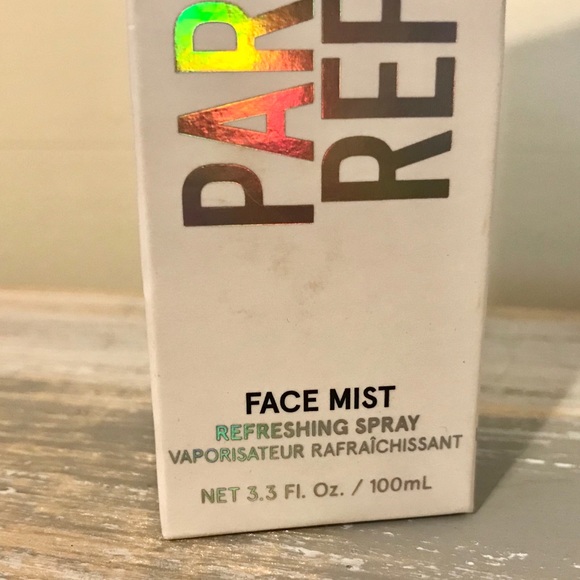 PAR
REF
FACE MIST
REFRESHING SPRAY
VAPORISATEUR RAFRAÎCHISSANT
NET 3.3 Fl. Oz. / 100mL